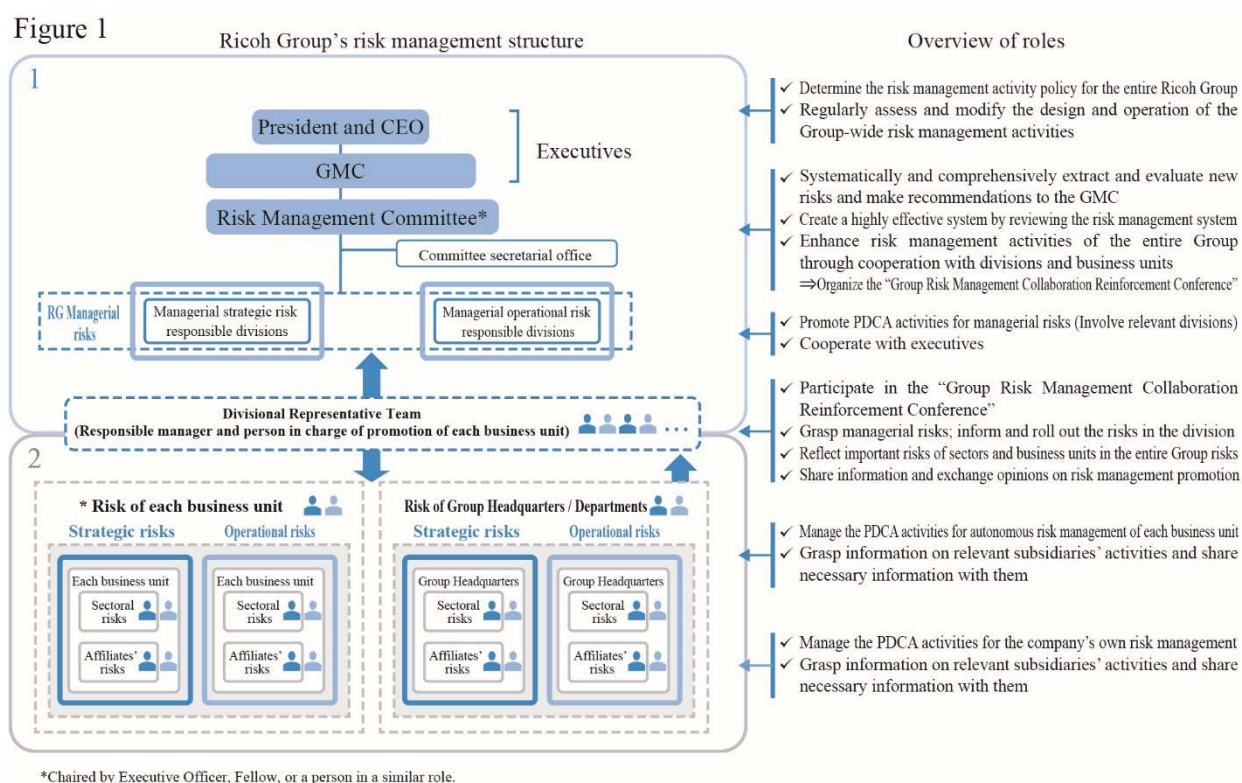 Figure 1
Ricoh Group's risk management structure
Overview of roles
1
President and CEO
GMC
Executives
Risk Management Committee*
Committee secretarial office
RG Managerial
risks
Managerial strategic risk
responsible divisions
Managerial operational risk
responsible divisions
Divisional Representative Team
(Responsible manager and person in charge of promotion of each business unit)
...
2
* Risk of each business unit
Strategic risks
Operational risks
Each business unit
Sectoral
risks
Affiliates'
risks
Each business unit
Sectoral
risks
Affiliates'
risks
Risk of Group Headquarters / Departments
Strategic risks
Operational risks
Group Headquarters
Sectoral
risks
Affiliates'
risks
Group Headquarters
Sectoral
risks
Affiliates'
risks
✓ Determine the risk management activity policy for the entire Ricoh Group
✓ Regularly assess and modify the design and operation of the
Group-wide risk management activities
✓ Systematically and comprehensively extract and evaluate new
risks and make recommendations to the GMC
✓ Create a highly effective system by reviewing the risk management system
✓ Enhance risk management activities of the entire Group
through cooperation with divisions and business units
⇒Organize the “Group Risk Management Collaboration Reinforcement Conference”
✓ Promote PDCA activities for managerial risks (Involve relevant divisions)
✓ Cooperate with executives
✓ Participate in the “Group Risk Management Collaboration
Reinforcement Conference”
✓ Grasp managerial risks; inform and roll out the risks in the division
✓ Reflect important risks of sectors and business units in the entire Group risks
✓ Share information and exchange opinions on risk management promotion
✓ Manage the PDCA activities for autonomous risk management of each business unit
✓ Grasp information on relevant subsidiaries' activities and share
necessary information with them
✓ Manage the PDCA activities for the company's own risk management
✓ Grasp information on relevant subsidiaries' activities and share
necessary information with them
*Chaired by Executive Officer, Fellow, or a person in a similar role.